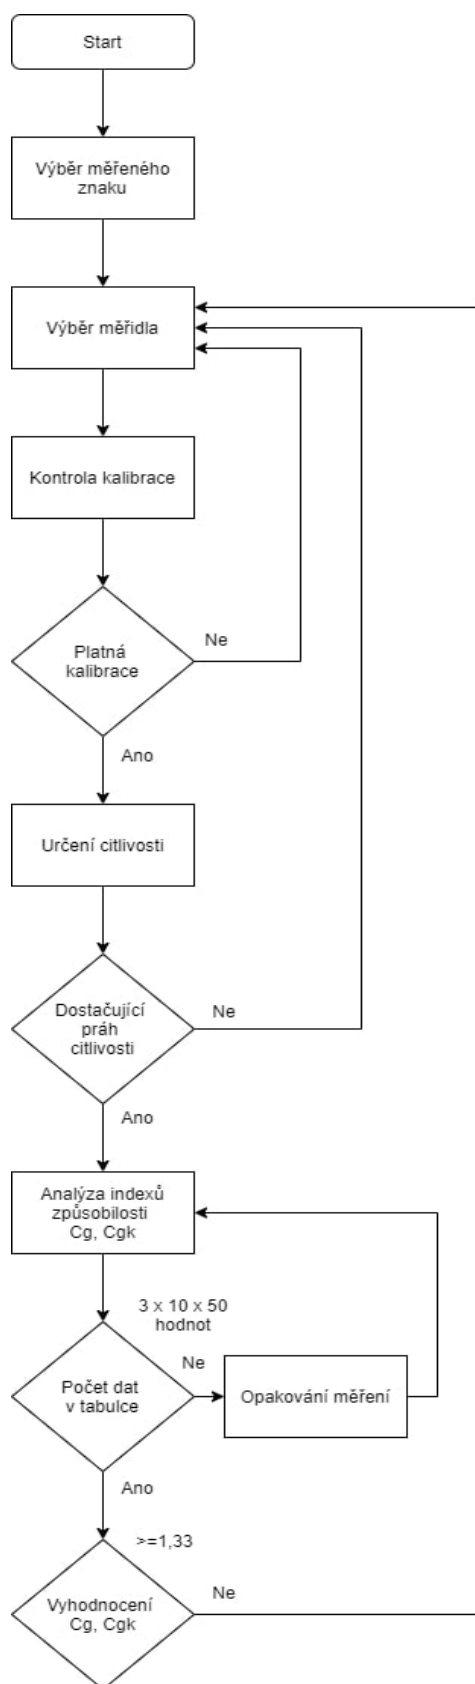 Start
Výběr měřeného
znaku
Výběr měřidla
Kontrola kalibrace
Platná
kalibrace
Ne
Ano
Určení citlivosti
Dostačující
práh
citlivosti
Ne
Ano
Analýza indexů
způsobilosti
Cg, Cgk
3 x 10 x 50
hodnot
Počet dat
v tabulce
Ne
Opakování měření
Ano
>=1,33
Vyhodnocení
Cg, Cgk
Ne